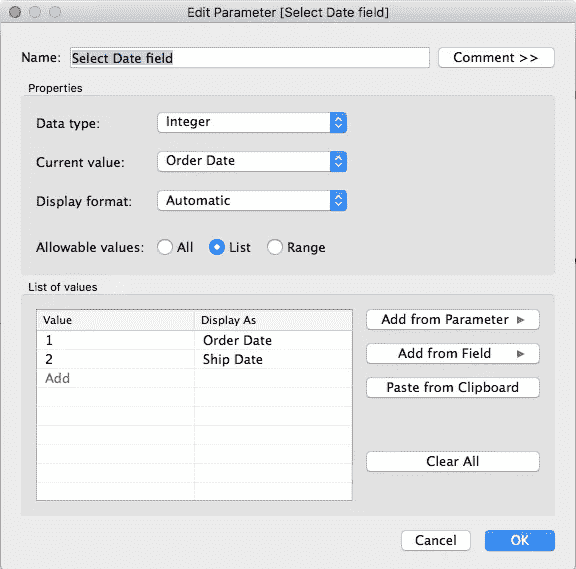 Edit Parameter [Select Date field]
Name: Select Date field Comment >>
Properties
Data type: Integer
Current value: Order Date
Display format: Automatic
Allowable values: All List Range
List of values
Value Display As
1 Order Date
2 Ship Date
Add
Add from Parameter ▶
Add from Field ▶
Paste from Clipboard
Clear All
Cancel OK